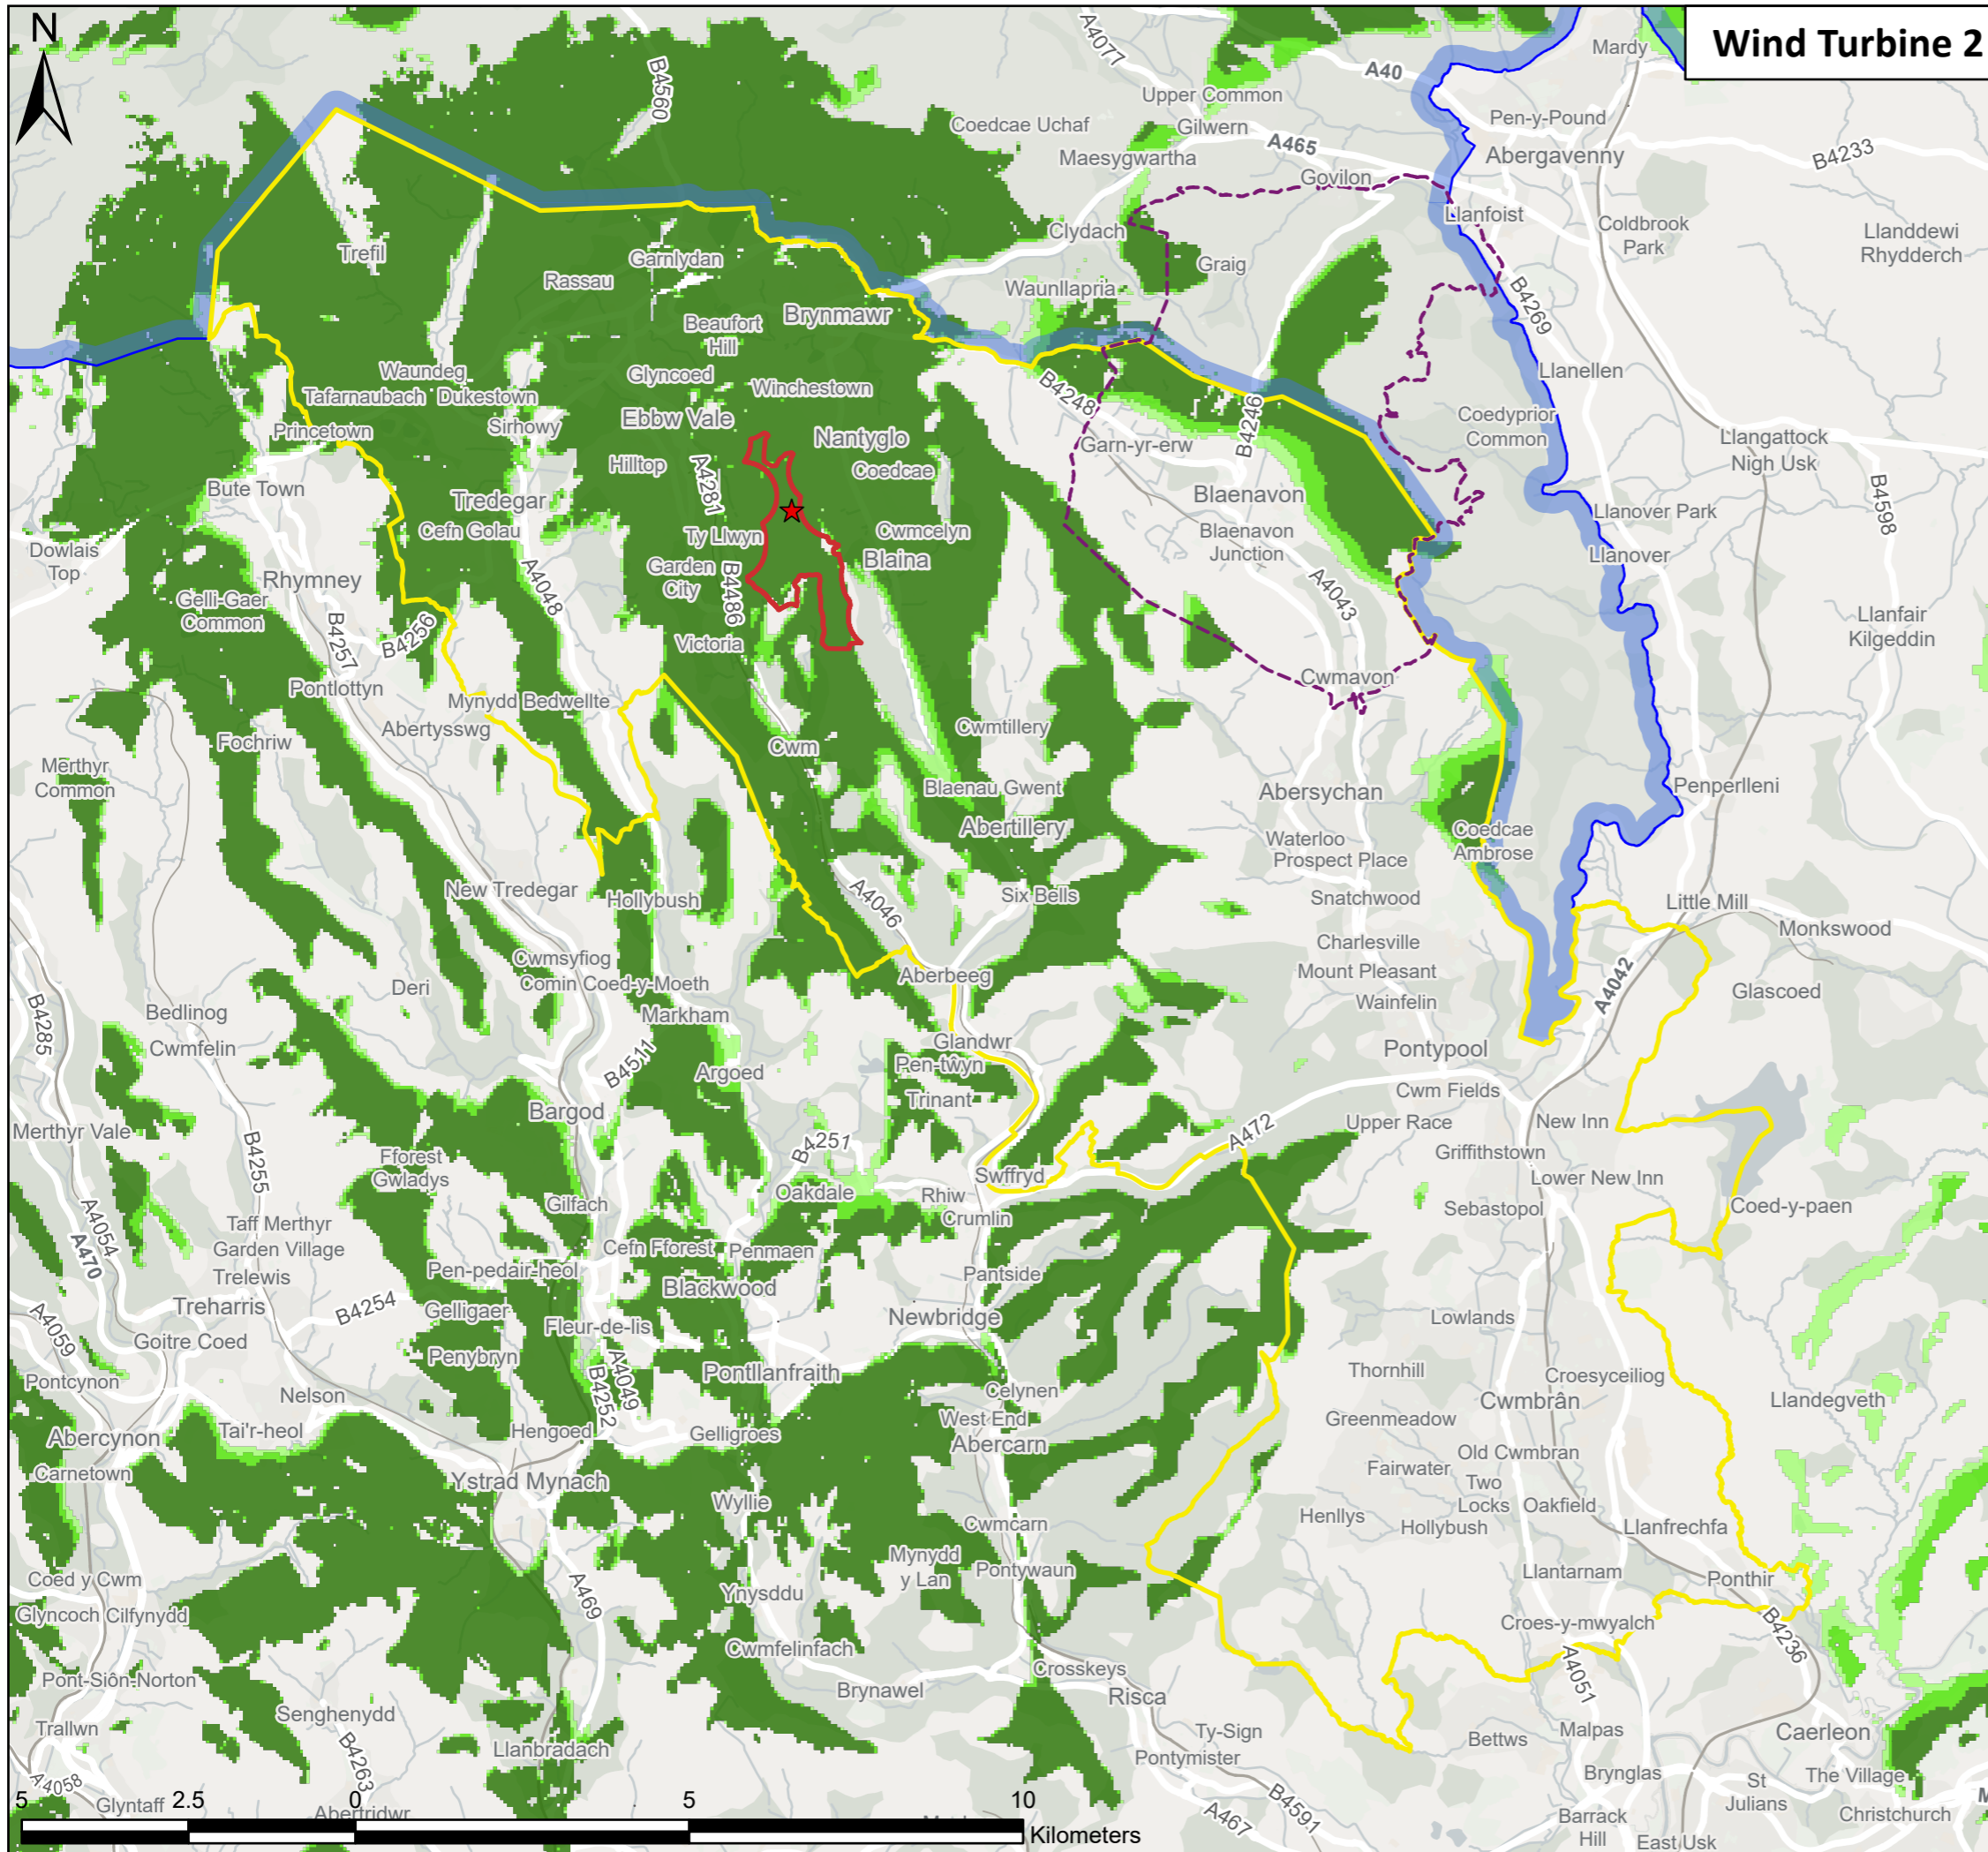 Wind Turbine 2
N
A4077
A40
Mardy
B4560
Upper Common
Coedcae Uchaf
Gilwern
Pen-y-Pound
Maesygwartha
A465
Abergavenny
B4233
Govilon
Llanfoist
Coldbrook
Park
Llanddewi
Rhydderch
Clydach
Trefil
Garnlydan
Graig
Rassau
Waunllapria
B4269
Beaufort
Hill
Brynmawr
Waundeg
Glyncoed
Winchestown
Llanellen
Tafarnaubach
Dukestown
B4248
B4246
Princetown
Sirhowy
Ebbw Vale
Nantyglo
Garn-yr-erw
Coedyprior
Common
Llangattock
Nigh Usk
Hilltop
A4281
Coedcae
Bute Town
Tredegar
Blaenavon
B4598
Cefn Golau
Ty Llwyn
Cwmcelyn
Blaenavon
Junction
Llanover Park
Dowlais
Top
Blaina
Llanover
Rhymney
A4048
Garden
City
B4486
A4043
Gelli-Gaer
Common
B4257
B4256
Victoria
Llanfair
Kilgeddin
Pontlottyn
Mynydd Bedwellte
Cwmavon
Abertysswg
Fochriw
Cwm
Cwmtillery
Merthyr
Common
Blaenau Gwent
Abersychan
Penperlleni
Abertillery
Waterloo
Coedcae
Ambrose
Prospect Place
New Tredegar
Hollybush
A4046
Six Bells
Snatchwood
Little Mill
Monkswood
Charlesville
Cwmsyfiog
Aberbeeg
Mount Pleasant
A4042
Deri
Comin Coed-y-Moeth
Wainfelin
Glascoed
B4285
Bedlinog
Markham
Cwmfelin
Glandwr
Pontypool
Pen-twyn
B4511
Argoed
Cwm Fields
Trinant
Bargod
Merthyr Vale
B4255
B4251
A472
Upper Race
New Inn
Fforest
Gwladys
Griffithstown
Swffryd
Lower New Inn
Oakdale
Rhiw
Gilfach
Crumlin
Sebastopol
Coed-y-paen
A4054
A470
Taff Merthyr
Garden Village
Cefn Fforest
Penmaen
Trelewis
Pen-pedair-heol
Blackwood
Pantside
Treharris
B4254
Gelligaer
Newbridge
Lowlands
A4059
Goitre Coed
Fleur-de-lis
Penybryn
A4049
B4252
Pontllanfraith
Thornhill
Croesyceiliog
Pontcynon
Nelson
Celynen
Cwmbrân
Llandegveth
Abercynon
Tai'r-heol
Hengoed
Gelligroes
West End
Greenmeadow
Abercarn
Old Cwmbran
Carnetown
Ystrad Mynach
Fairwater
Two
Locks
Oakfield
Wyllie
Henllys
Hollybush
Llanfrechfa
Cwmcarn
Mynydd
y Lan
Pontywaun
Llantarnam
Ponthir
Coed y Cwm
A469
Ynysddu
Glyncoch
Cilfynydd
Croes-y-mwyalch
B4236
Cwmfelinfach
A4051
Pont-Siôn-Norton
Crosskeys
Brynawel
Risca
Senghenydd
Ty-Sign
Malpas
Caerleon
Trallwn
B4263
Llanbradach
Pontymister
Bettws
A4058
Brynglas
The Village
Glyntaff
Abertridwr
B4591
A467
St
Julians
Christchurch
Barrack
Hill
East Usk
5 2.5 0 5 10
Kilometers